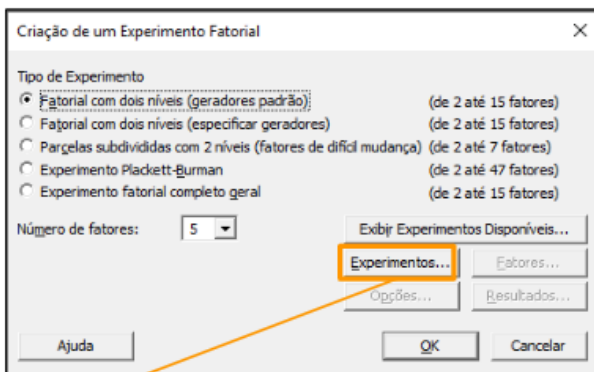 Criação de um Experimento Fatorial
Tipo de Experimento
Fatorial com dois níveis (geradores padrão) (de 2 até 15 fatores)
Fatorial com dois níveis (especificar geradores) (de 2 até 15 fatores)
Parcelas subdivididas com 2 níveis (fatores de difícil mudança) (de 2 até 7 fatores)
Experimento Plackett-Burman (de 2 até 47 fatores)
Experimento fatorial completo geral (de 2 até 15 fatores)
Número de fatores: 5 Exibir Experimentos Disponíveis...
Experimentos... Fatores...
Opções... Resultados...
Ajuda OK Cancelar